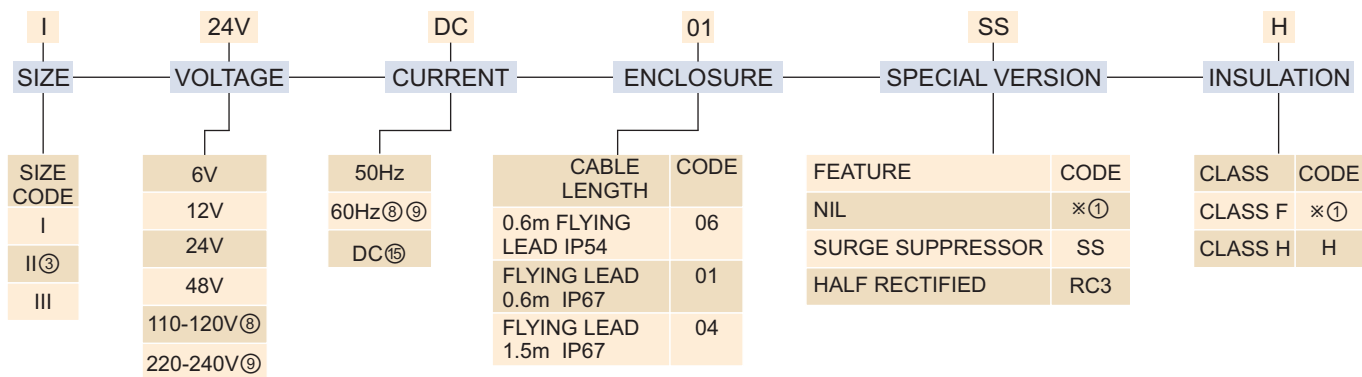 I 24V DC 01 SS H
SIZE VOLTAGE CURRENT ENCLOSURE SPECIAL VERSION INSULATION
SIZE
CODE
I
II③
III
6V
12V
24V
48V
110-120V⑧
220-240V⑨
50Hz
60Hz⑧⑨
DC⑮
CABLE
LENGTH
CODE
0.6m FLYING
LEAD IP54
06
FLYING LEAD
0.6m IP67
01
FLYING LEAD
1.5m IP67
04
FEATURE CODE
NIL ※①
SURGE SUPPRESSOR SS
HALF RECTIFIED RC3
CLASS CODE
CLASS F ※①
CLASS H H